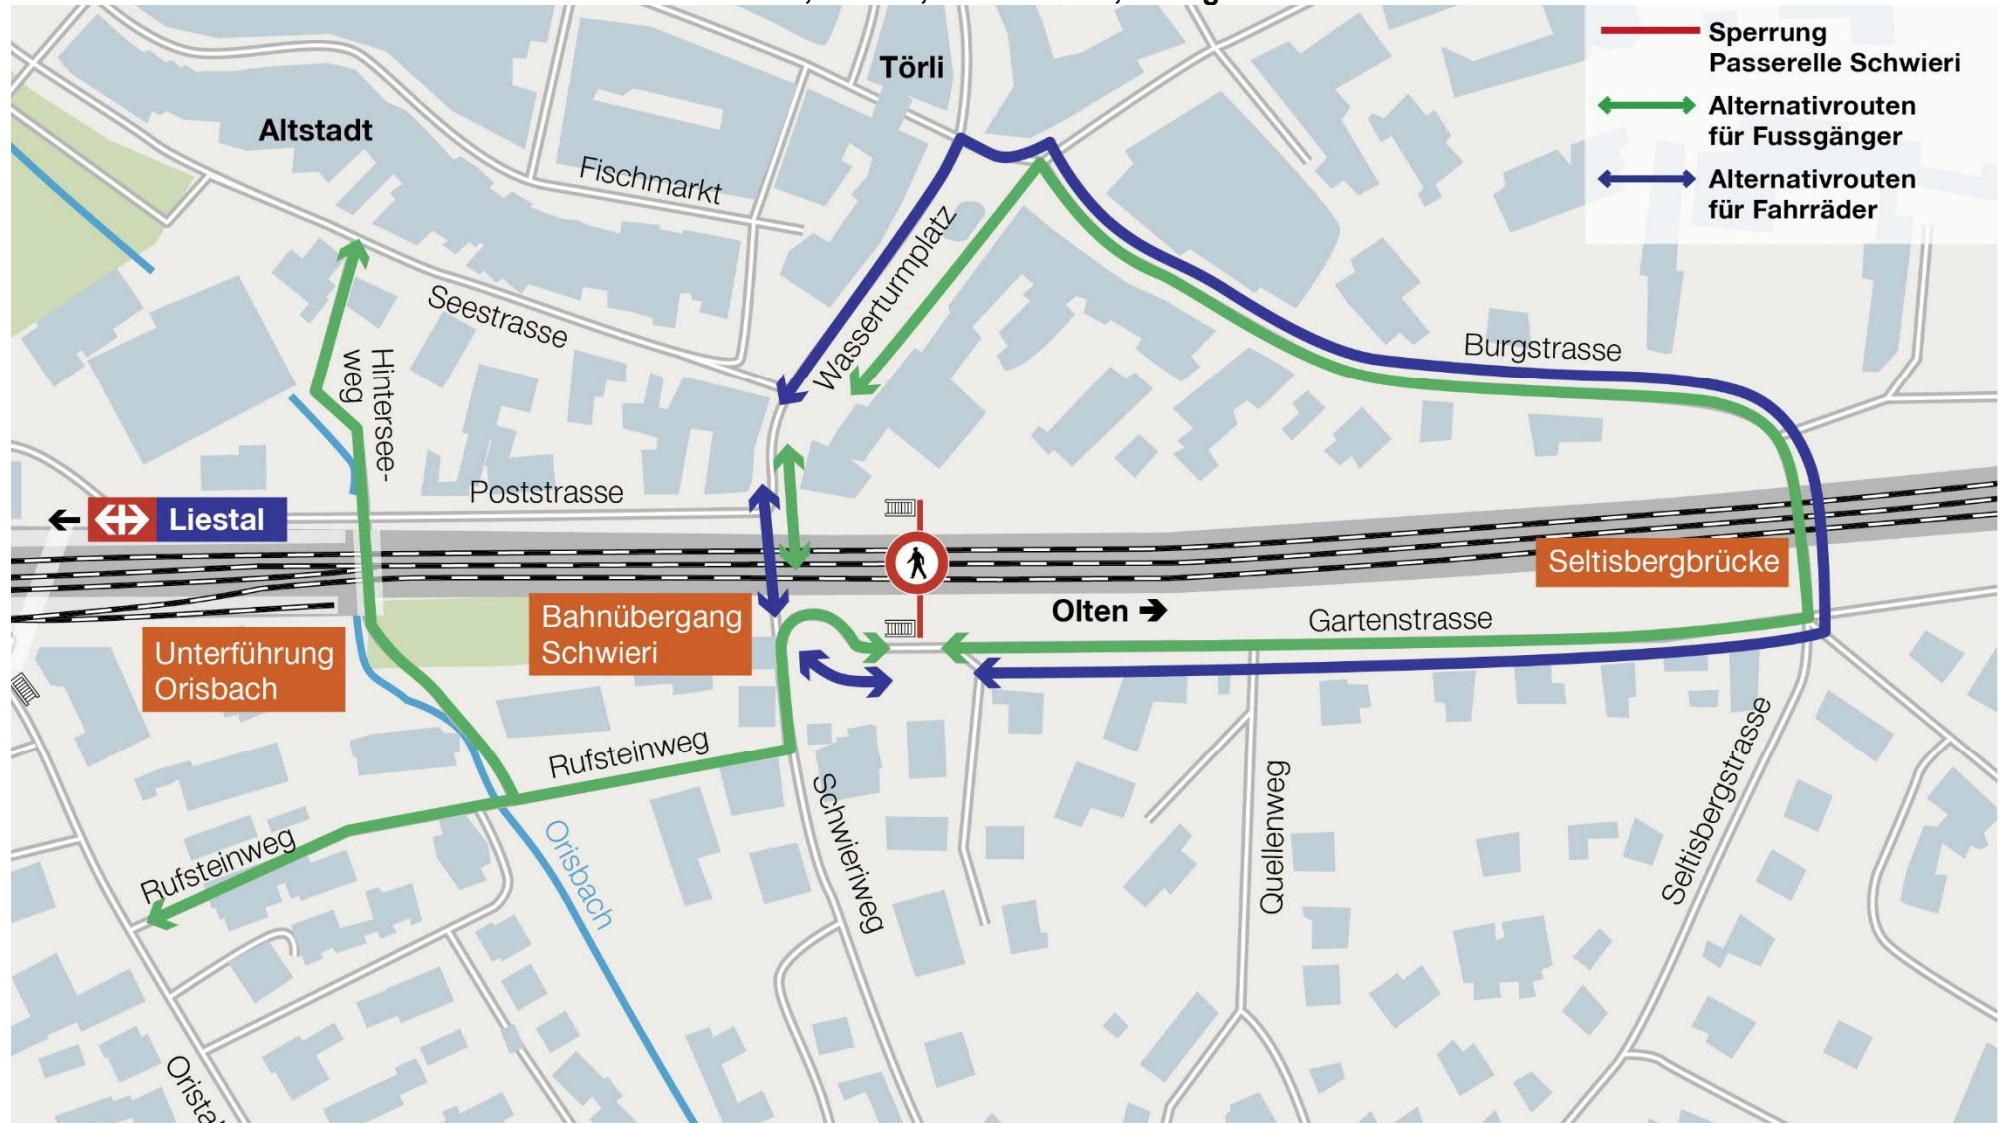 Törli
Sperrung
Passerelle Schwieri
Alternativrouten
für Fussgänger
Alternativrouten
für Fahrräder
Altstadt
Fischmarkt
Wasserturmplatz
Seestrasse
Burgstrasse
Hintersee-
weg
Poststrasse
Liestal
Seltisbergbrücke
Bahnübergang
Schwieri
Olten
Gartenstrasse
Unterführung
Orisbach
Rufsteinweg
Seltisbergstrasse
Schwieriweg
Quellenweg
Rufsteinweg
Orisbach